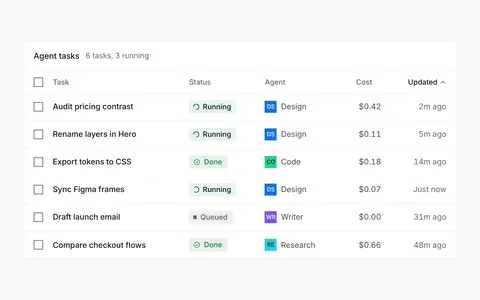 Agent tasks 6 tasks, 3 running
Task Status Agent Cost Updated
Audit pricing contrast Running DS Design $0.42 2m ago
Rename layers in Hero Running DS Design $0.11 5m ago
Export tokens to CSS Done CO Code $0.18 14m ago
Sync Figma frames Running DS Design $0.07 Just now
Draft launch email Queued WR Writer $0.00 31m ago
Compare checkout flows Done RE Research $0.66 48m ago